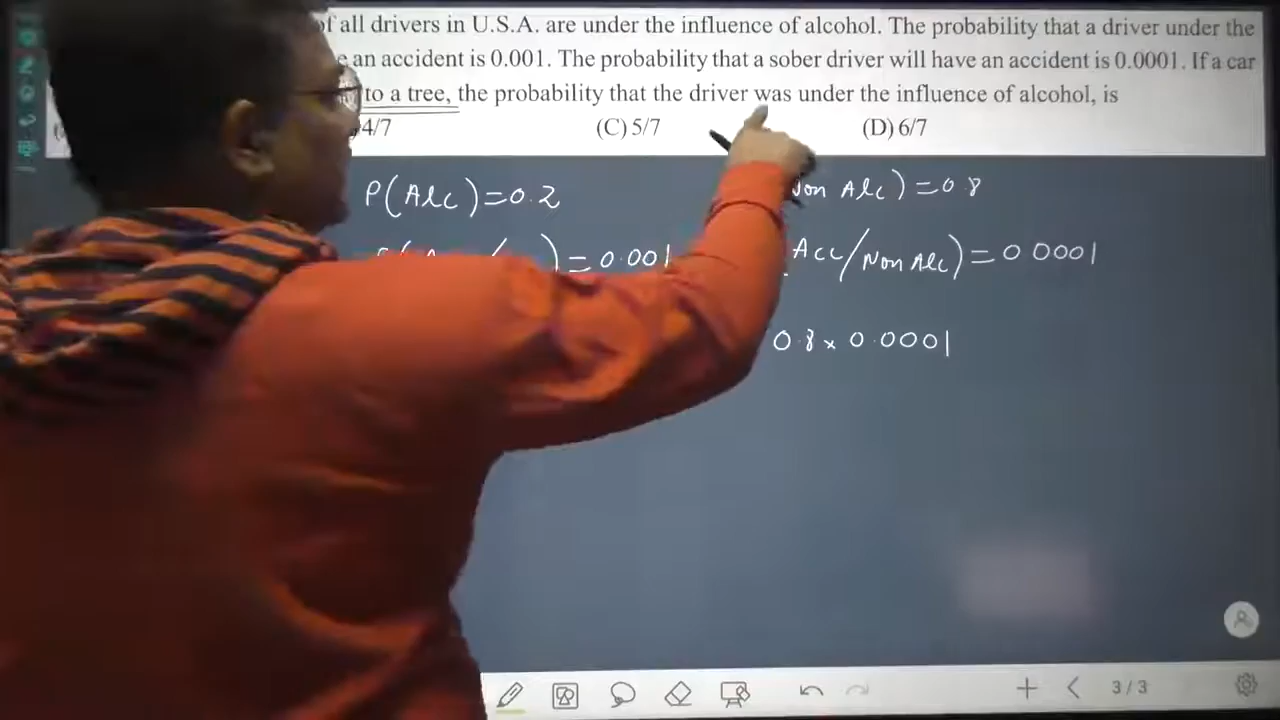 of all drivers in U.S.A. are under the influence of alcohol. The probability that a driver under the
an accident is 0.001. The probability that a sober driver will have an accident is 0.0001. If a car
to a tree, the probability that the driver was under the influence of alcohol, is
4/7 (C) 5/7 (D) 6/7
P(Alc)=0.2 Non Alc)=0.8
)=0.001 Acc/Non Alc)=0.0001
0.8×0.0001
3/3